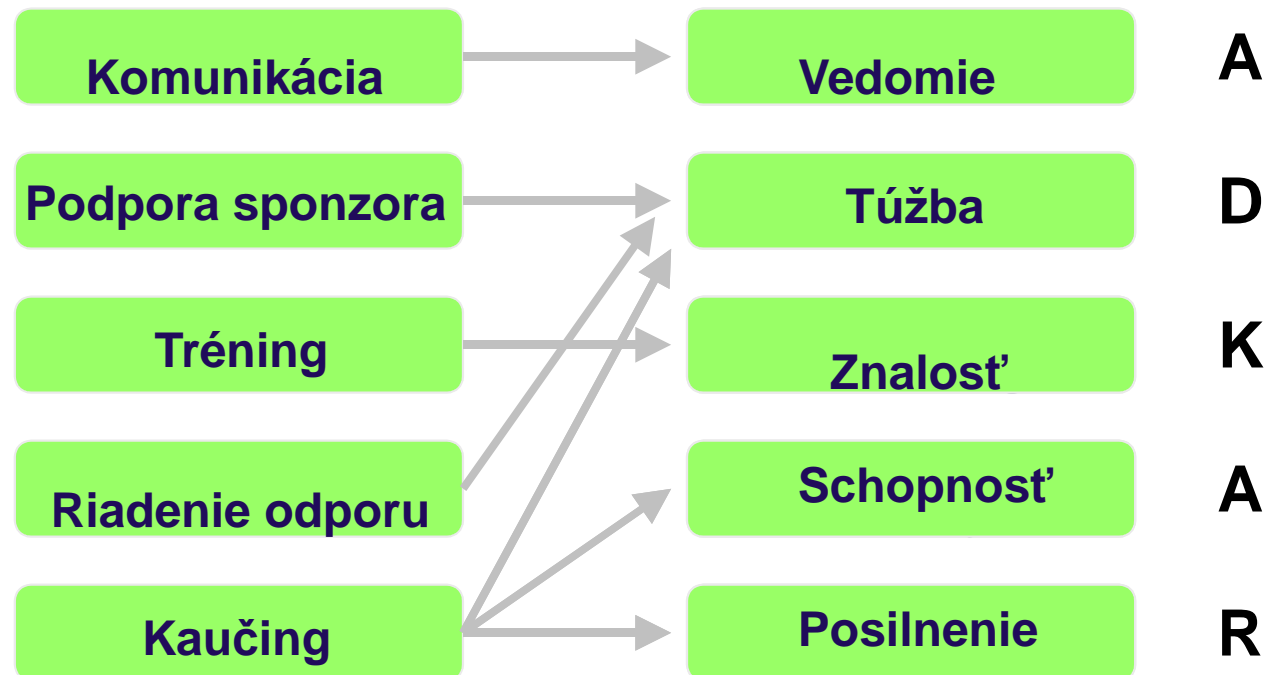 Komunikácia
Vedomie
A
Podpora sponzora
Túžba
D
Tréning
Znalosť
K
Riadenie odporu
Schopnosť
A
Kaučing
Posilnenie
R